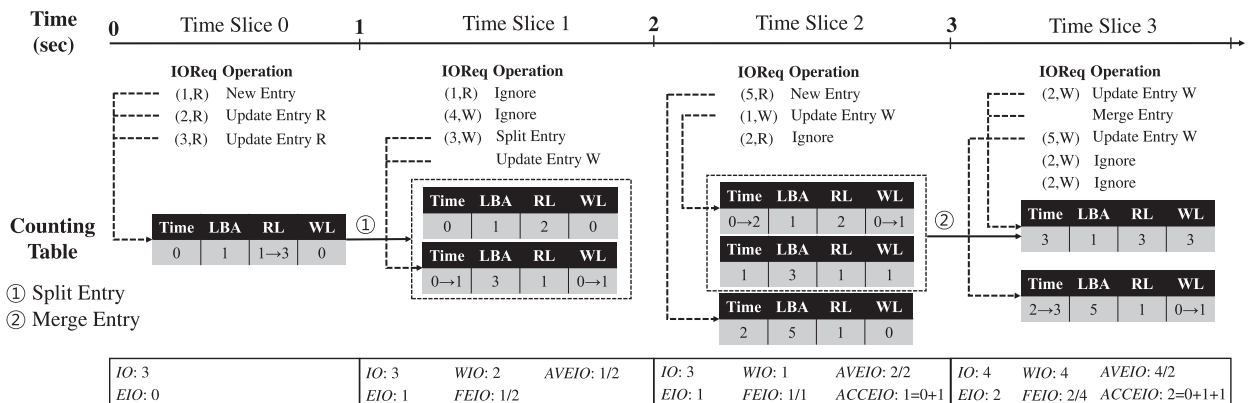 Time (sec)
0 Time Slice 0 1 Time Slice 1 2 Time Slice 2 3 Time Slice 3
IOReq Operation
(1,R) New Entry
(2,R) Update Entry R
(3,R) Update Entry R
IOReq Operation
(1,R) Ignore
(4,W) Ignore
(3,W) Split Entry
Update Entry W
IOReq Operation
(5,R) New Entry
(1,W) Update Entry W
(2,R) Ignore
IOReq Operation
(2,W) Update Entry W
Merge Entry
(5,W) Update Entry W
(2,W) Ignore
(2,W) Ignore
Counting
Table
① Split Entry
② Merge Entry
Time LBA RL WL
0 1 1→3 0
①
Time LBA RL WL
0 1 2 0
Time LBA RL WL
0→1 3 1 0→1
Time LBA RL WL
0→2 1 2 0→1
Time LBA RL WL
1 3 1 1
Time LBA RL WL
2 5 1 0
②
Time LBA RL WL
3 1 3 3
Time LBA RL WL
2→3 5 1 0→1
IO: 3
EIO: 0
IO: 3 WIO: 2 AVEIO: 1/2
EIO: 1 FEIO: 1/2
IO: 3 WIO: 1 AVEIO: 2/2
EIO: 1 FEIO: 1/1 ACCEIO: 1=0+1
IO: 4 WIO: 4 AVEIO: 4/2
EIO: 2 FEIO: 2/4 ACCEIO: 2=0+1+1